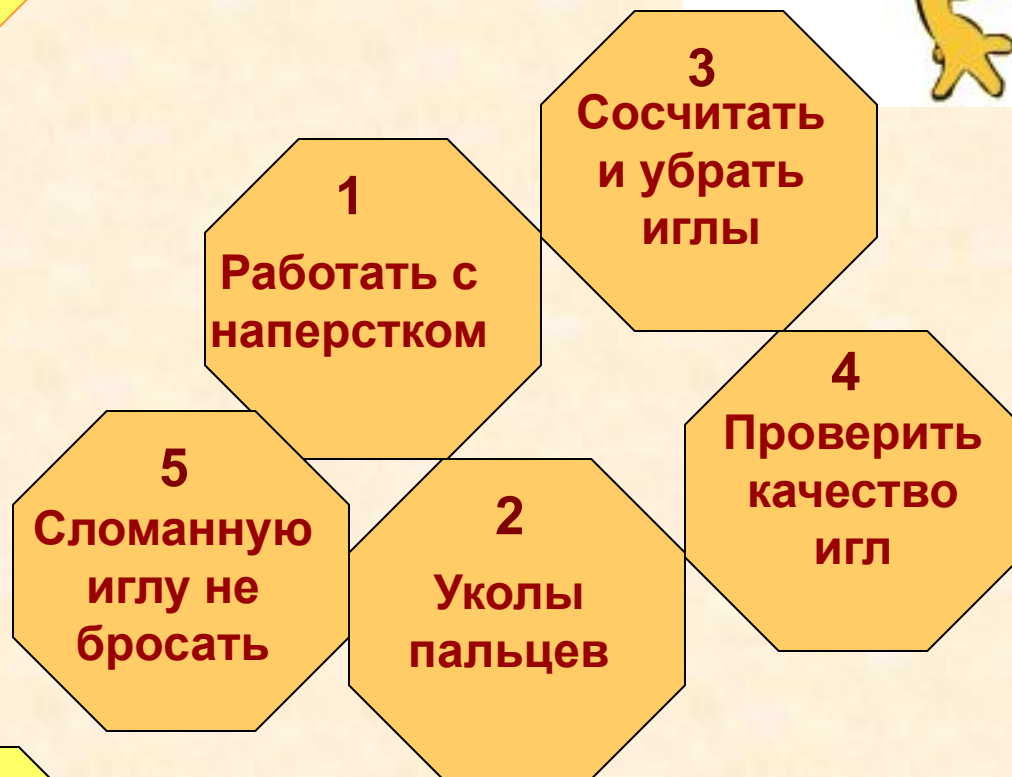 3
Сосчитать
и убрать
иглы
1
Работать с
наперстком
4
Проверить
качество
игл
5
Сломанную
иглу не
бросать
2
Уколы
пальцев